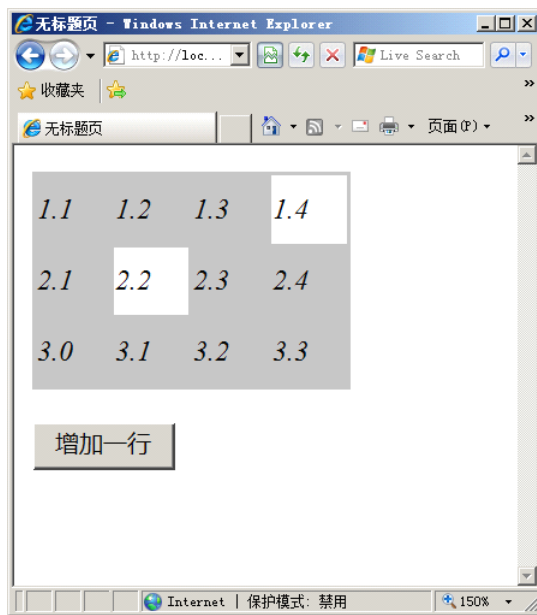 无标题页 - Windows Internet Explorer
http://loc... Live Search
收藏夹 »
无标题页 页面(P) »
1.1 1.2 1.3 1.4
2.1 2.2 2.3 2.4
3.0 3.1 3.2 3.3
增加一行
Internet | 保护模式: 禁用 150%